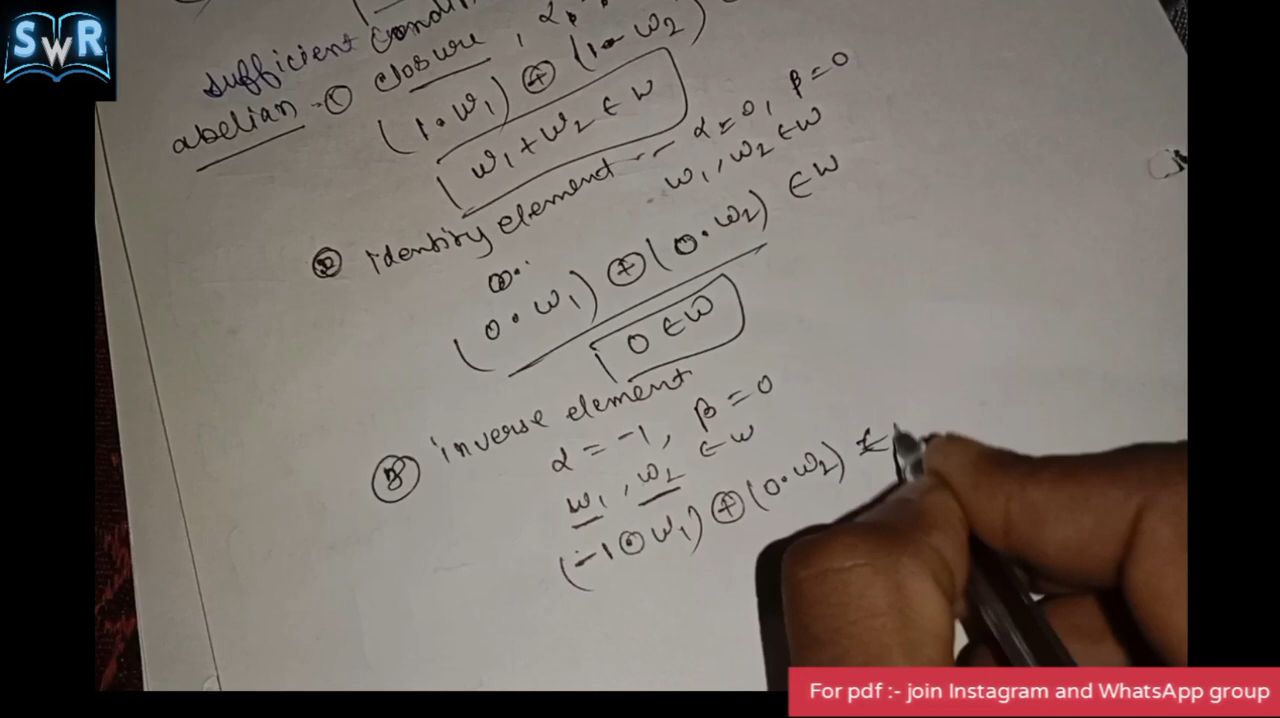 SWR
sufficient
abelian :- ① closure ,
(1·w₁) ⊕ (1·w₂)
w₁ + w₂ ∈ W
② identity element -- α=0, β=0
w₁, w₂ ∈ W
(0·w₁) ⊕ (0·w₂) ∈ W
0 ∈ W
③ inverse element
α = -1, β = 0
w₁, w₂ ∈ W
(-1 ⊙ w₁) ⊕ (0·w₂) ∈
For pdf :- join Instagram and WhatsApp group